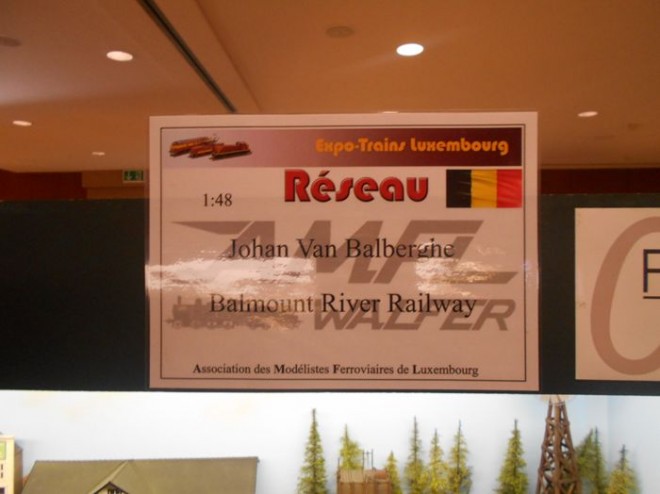 Expo-Trains Luxembourg
Réseau
1:48
AMFL
Johan Van Balberghe
WALFER
Balmount River Railway
Association des Modélistes Ferroviaires de Luxembourg